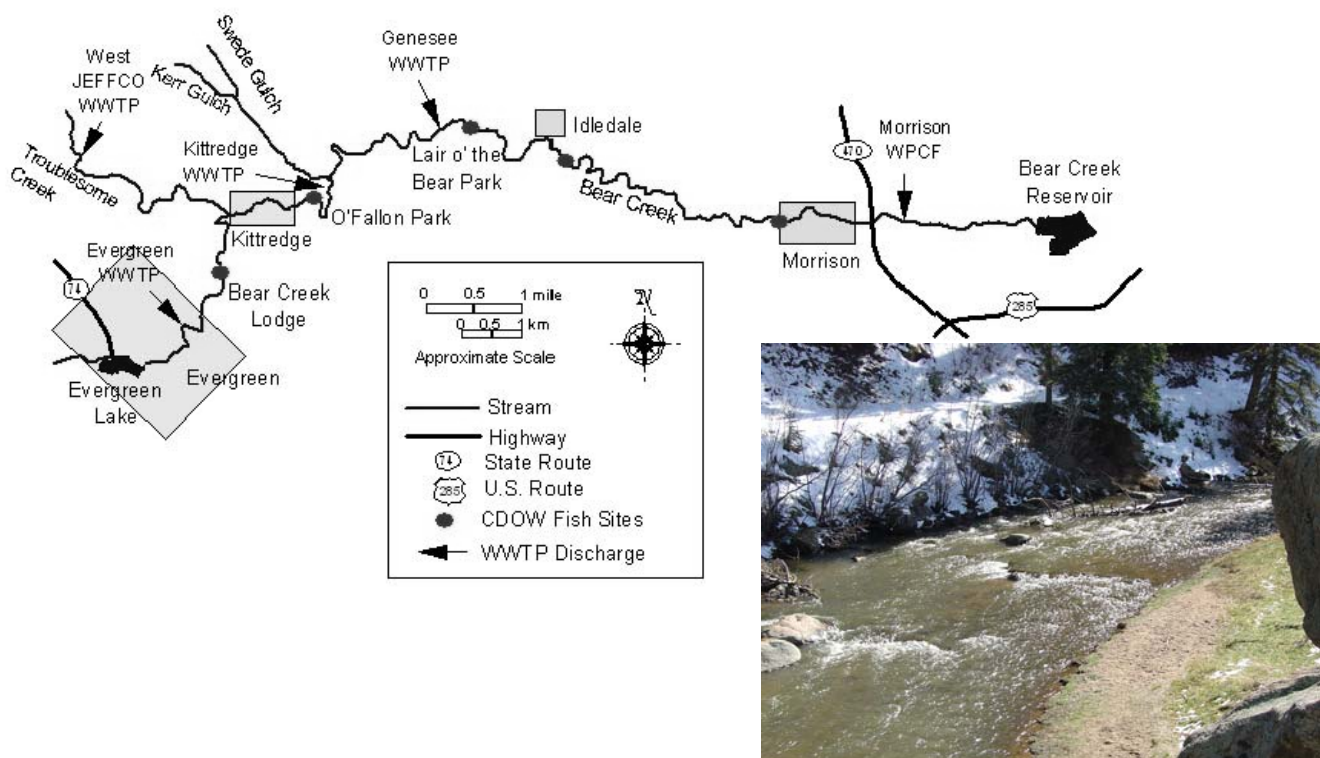 West
JEFFCO
WWTP
Kerr Gulch
Swede Gulch
Genesee
WWTP
Idledale
Kittredge
WWTP
Lair o' the
Bear Park
Troublesome
Creek
O'Fallon Park
Kittredge
Bear Creek
470
Morrison
WPCF
Bear Creek
Reservoir
Morrison
285
Evergreen
WWTP
74
Bear Creek
Lodge
Evergreen
Evergreen
Lake
0 0.5 1 mile
0 0.5 1 km
Approximate Scale
N
Stream
Highway
74 State Route
285 U.S. Route
CDOW Fish Sites
WWTP Discharge